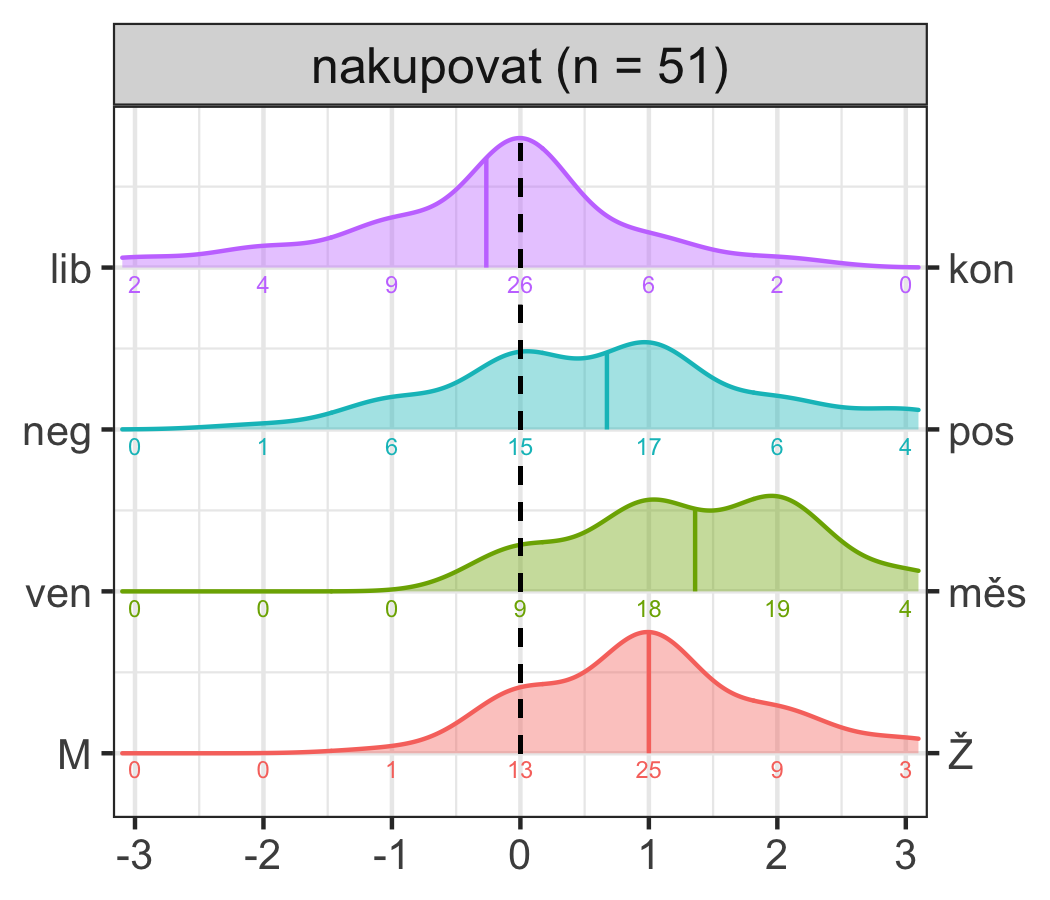 nakupovat (n = 51)
lib kon
2 4 9 26 6 2 0
neg pos
0 1 6 15 17 6 4
ven měs
0 0 0 9 18 19 4
M Ž
0 0 1 13 25 9 3
-3 -2 -1 0 1 2 3